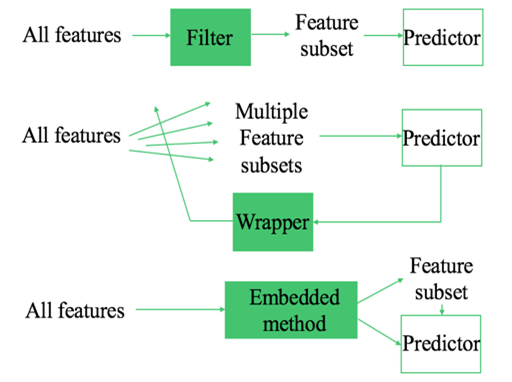 All features
Filter
Feature
subset
Predictor
All features
Multiple
Feature
subsets
Predictor
Wrapper
All features
Embedded
method
Feature
subset
Predictor